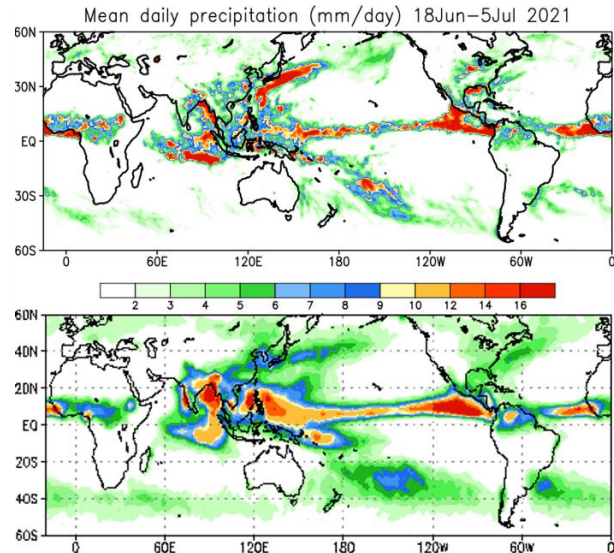 Mean daily precipitation (mm/day) 18Jun–5Jul 2021
60N
30N
EQ
30S
60S
0 60E 120E 180 120W 60W 0
2 3 4 5 6 7 8 9 10 12 14 16
60N
40N
20N
EQ
20S
40S
60S
0 60E 120E 180 120W 60W 0